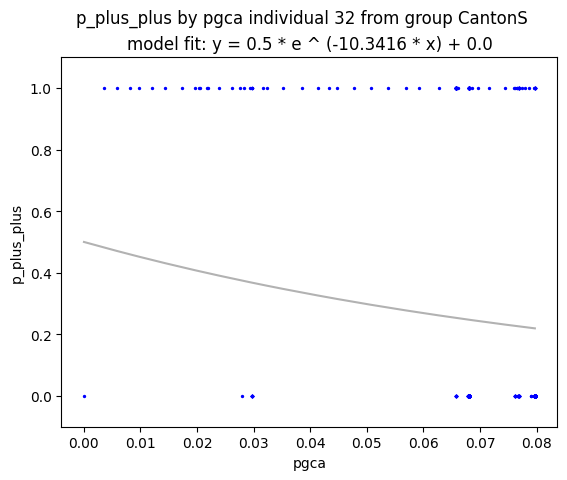 p_plus_plus by pgca individual 32 from group CantonS
model fit: y = 0.5 * e ^ (-10.3416 * x) + 0.0
1.0
0.8
0.6
0.4
0.2
0.0
p_plus_plus
0.00 0.01 0.02 0.03 0.04 0.05 0.06 0.07 0.08
pgca